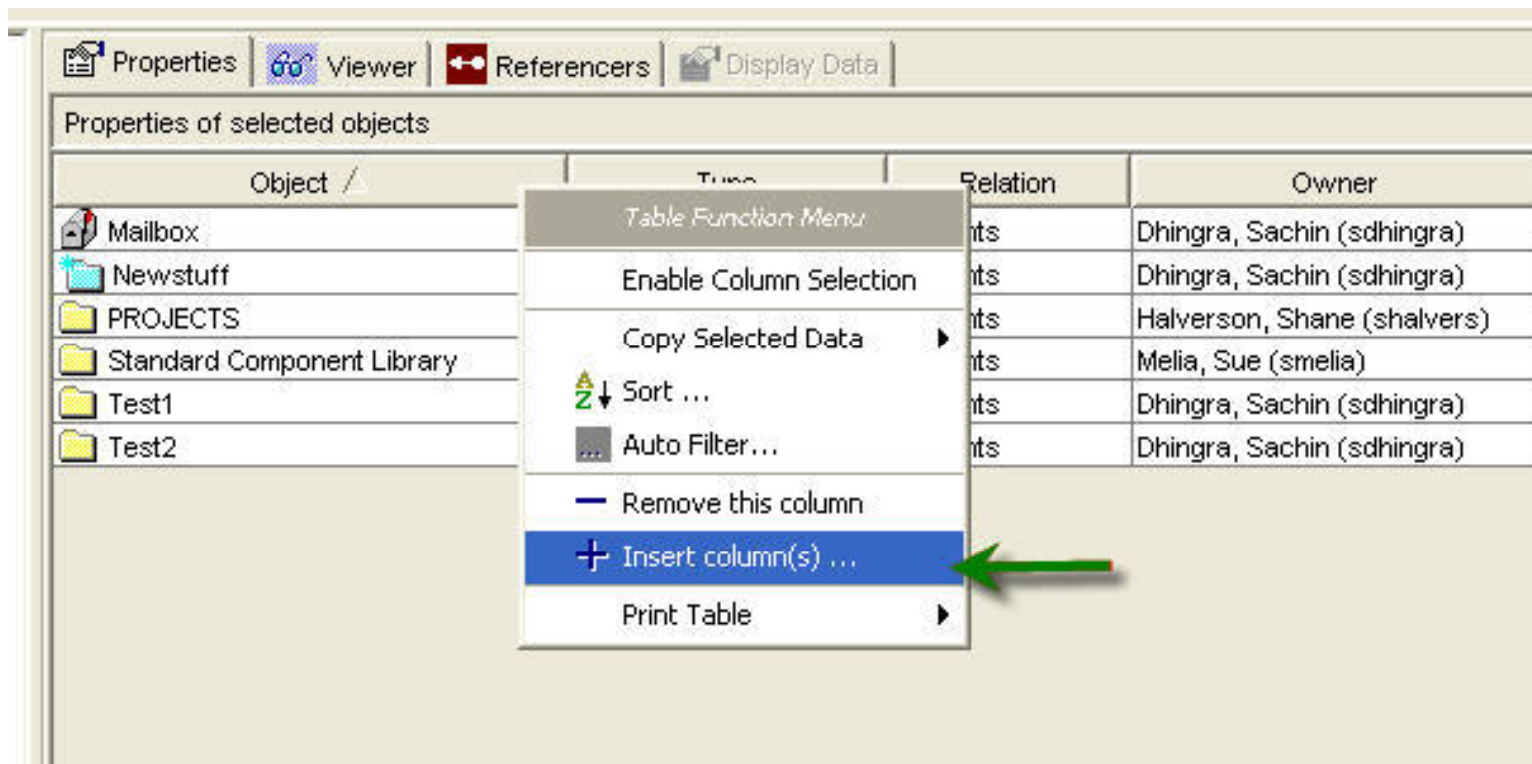 Properties Viewer Referencers Display Data
Properties of selected objects
Object Relation Owner
Table Function Menu
Mailbox Dhingra, Sachin (sdhingra)
Enable Column Selection
Newstuff Dhingra, Sachin (sdhingra)
PROJECTS Halverson, Shane (shalvers)
Copy Selected Data
Standard Component Library Melia, Sue (smelia)
Sort ...
Test1 Dhingra, Sachin (sdhingra)
Auto Filter...
Test2 Dhingra, Sachin (sdhingra)
Remove this column
Insert column(s) ...
Print Table